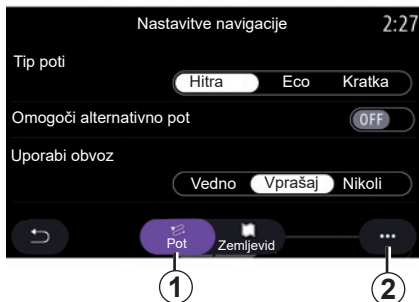 Nastavitve navigacije 2:27
Tip poti
Hitra Eco Kratka
Omogoči alternativno pot OFF
Uporabi obvoz
Vedno Vprašaj Nikoli
Pot Zemljevid
1 2